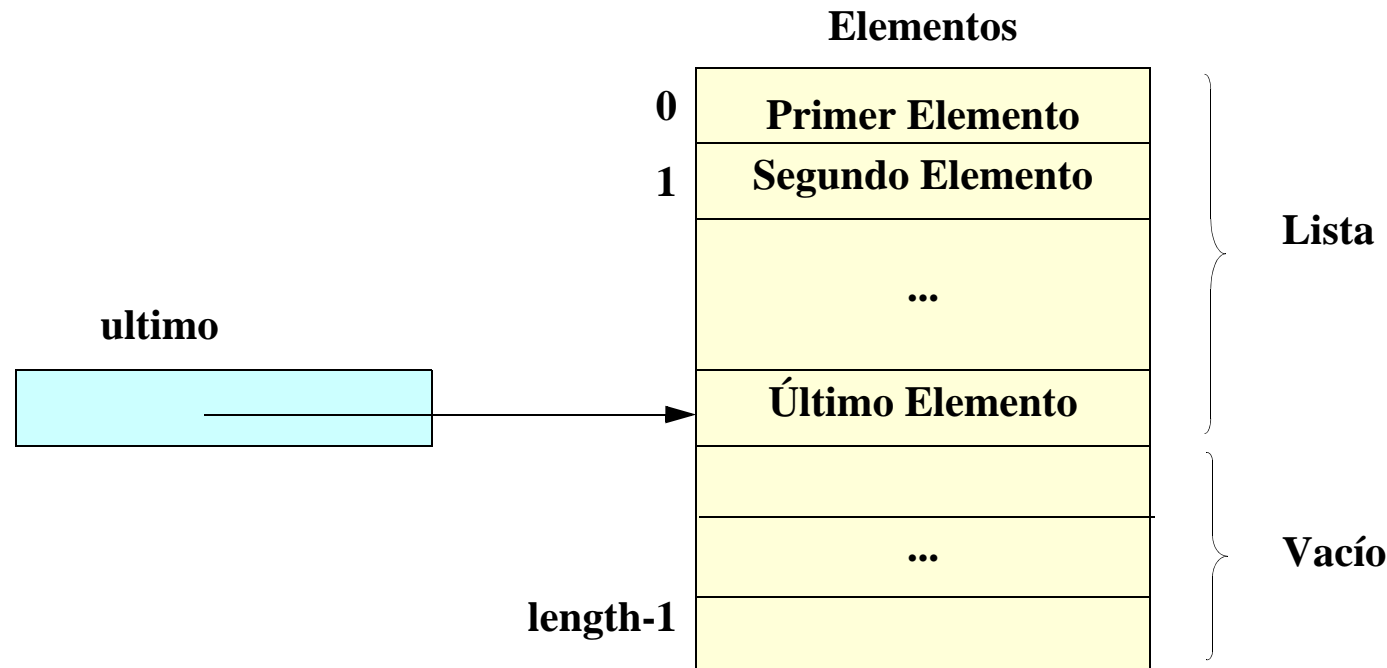 Elementos
0 Primer Elemento
1 Segundo Elemento
Lista
...
ultimo
Último Elemento
...
Vacío
length-1